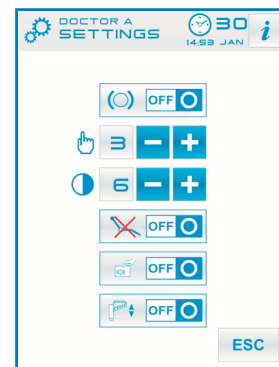 DOCTOR A
SETTINGS
30
14:53 JAN
i
OFF
3 - +
6 - +
OFF
OFF
OFF
ESC